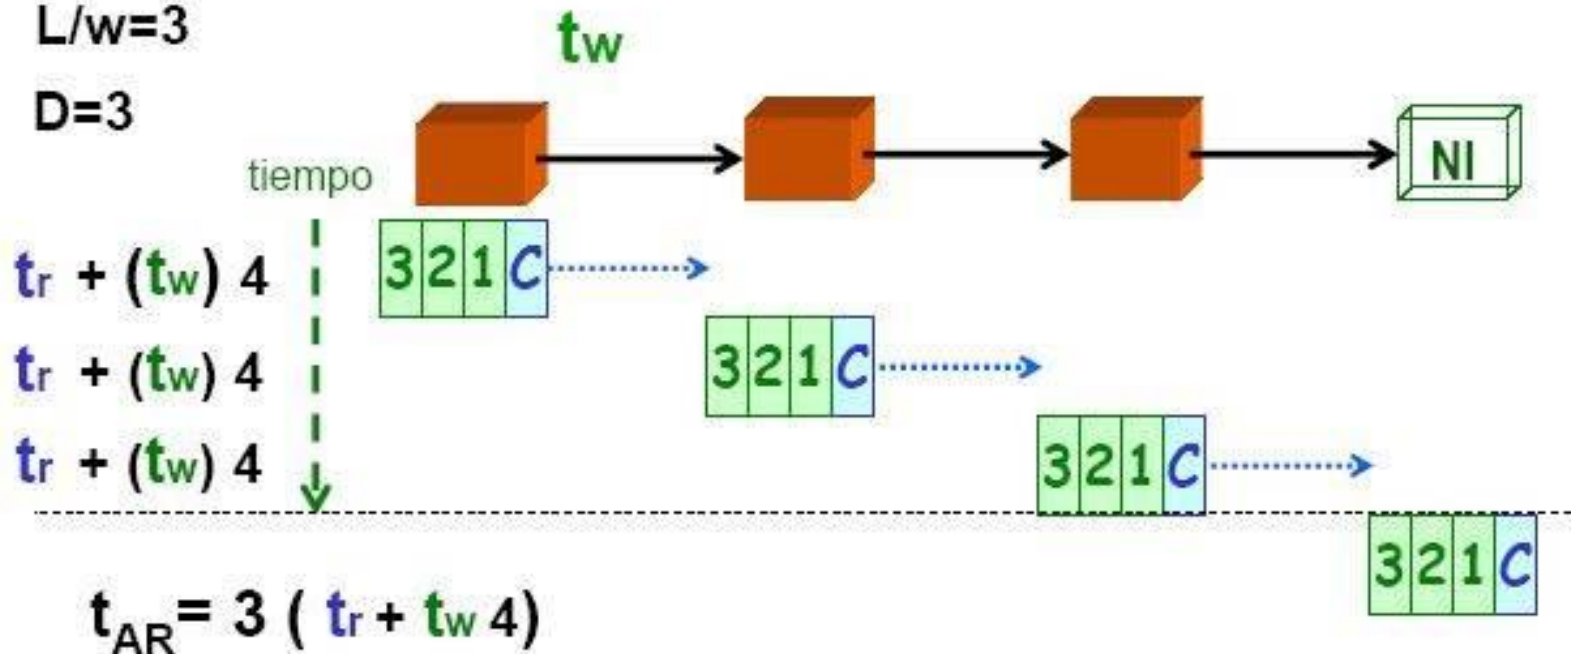 L/w=3
tw
D=3
NI
tiempo
tr + (tw) 4
3 2 1 C
tr + (tw) 4
3 2 1 C
tr + (tw) 4
3 2 1 C
3 2 1 C
tAR= 3 ( tr + tw 4)